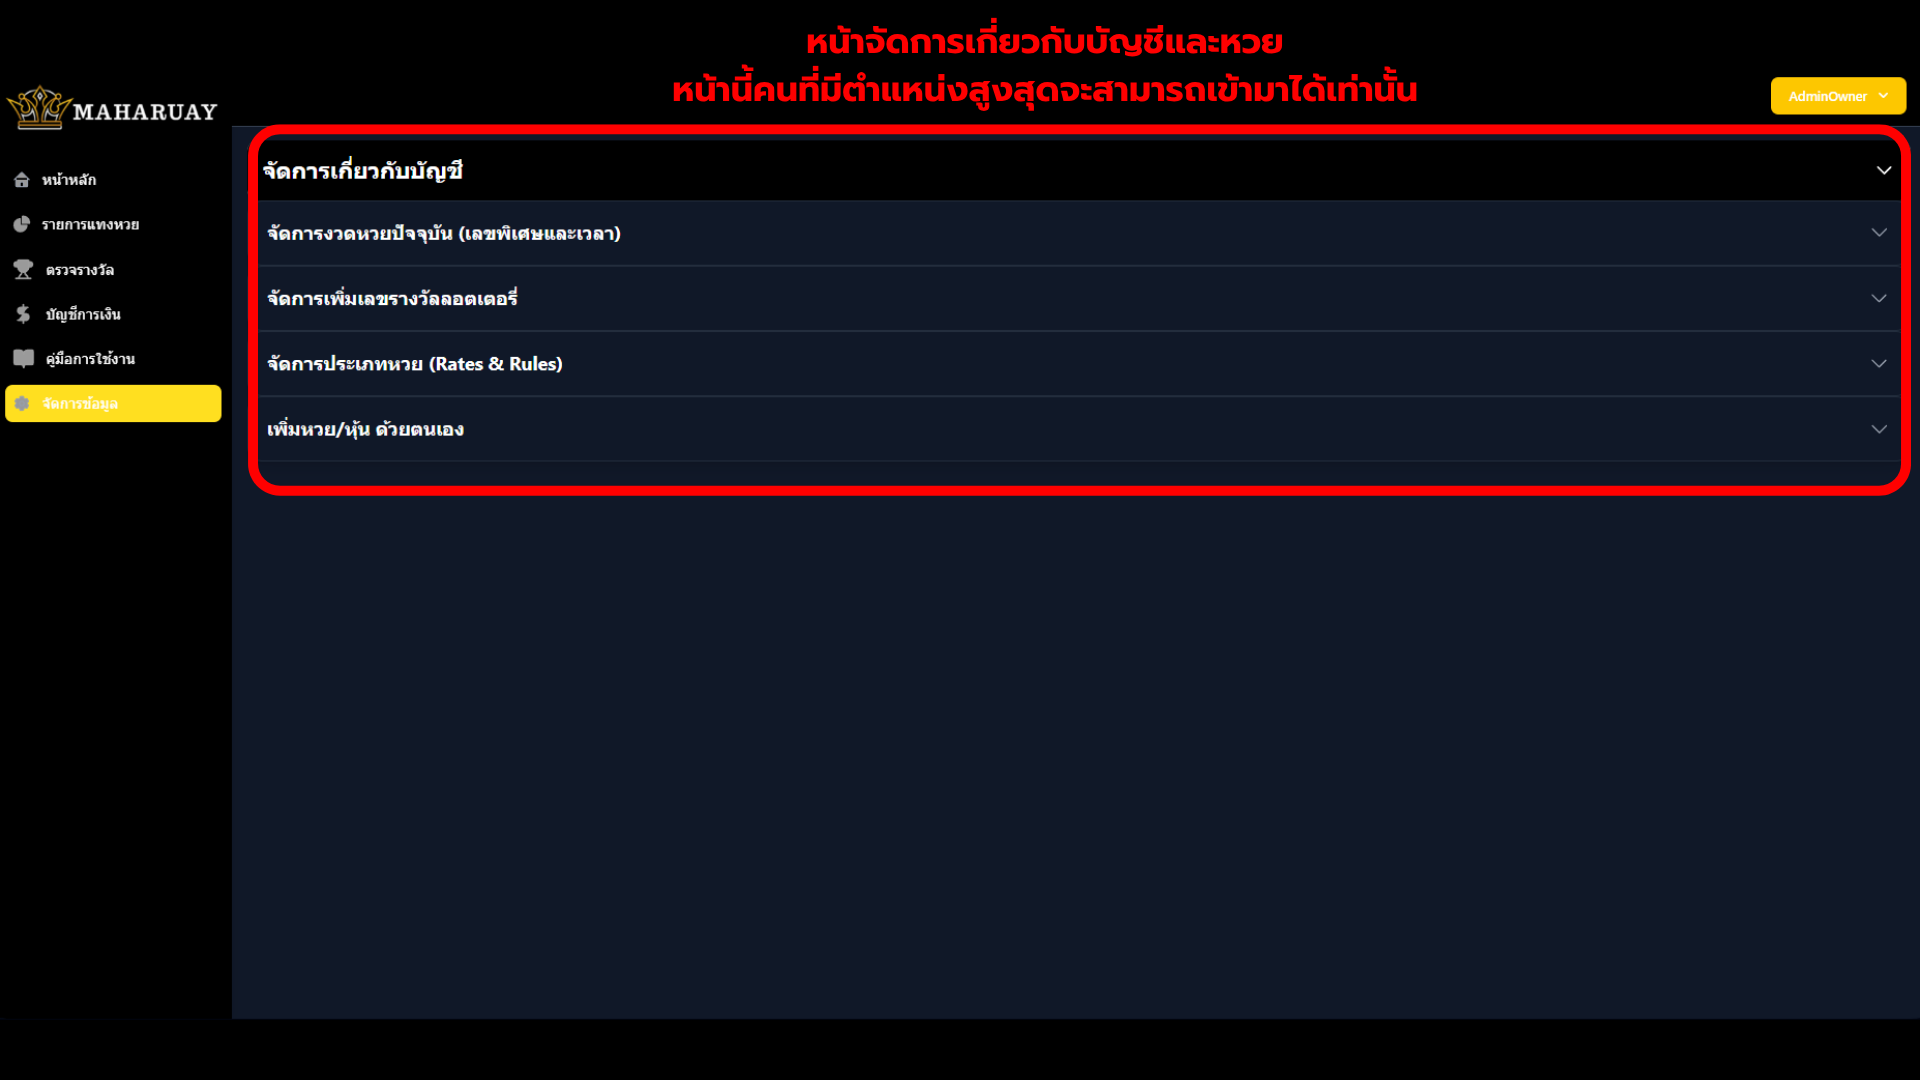 หน้าจัดการเกี่ยวกับบัญชีและหวย
หน้านี้คนที่มีตำแหน่งสูงสุดจะสามารถเข้ามาได้เท่านั้น
MAHARUAY
AdminOwner
หน้าหลัก
รายการแทงหวย
ตรวจรางวัล
บัญชีการเงิน
คู่มือการใช้งาน
จัดการข้อมูล
จัดการเกี่ยวกับบัญชี
จัดการงวดหวยปัจจุบัน (เลขพิเศษและเวลา)
จัดการเพิ่มเลขรางวัลลอตเตอรี่
จัดการประเภทหวย (Rates & Rules)
เพิ่มหวย/หุ้น ด้วยตนเอง